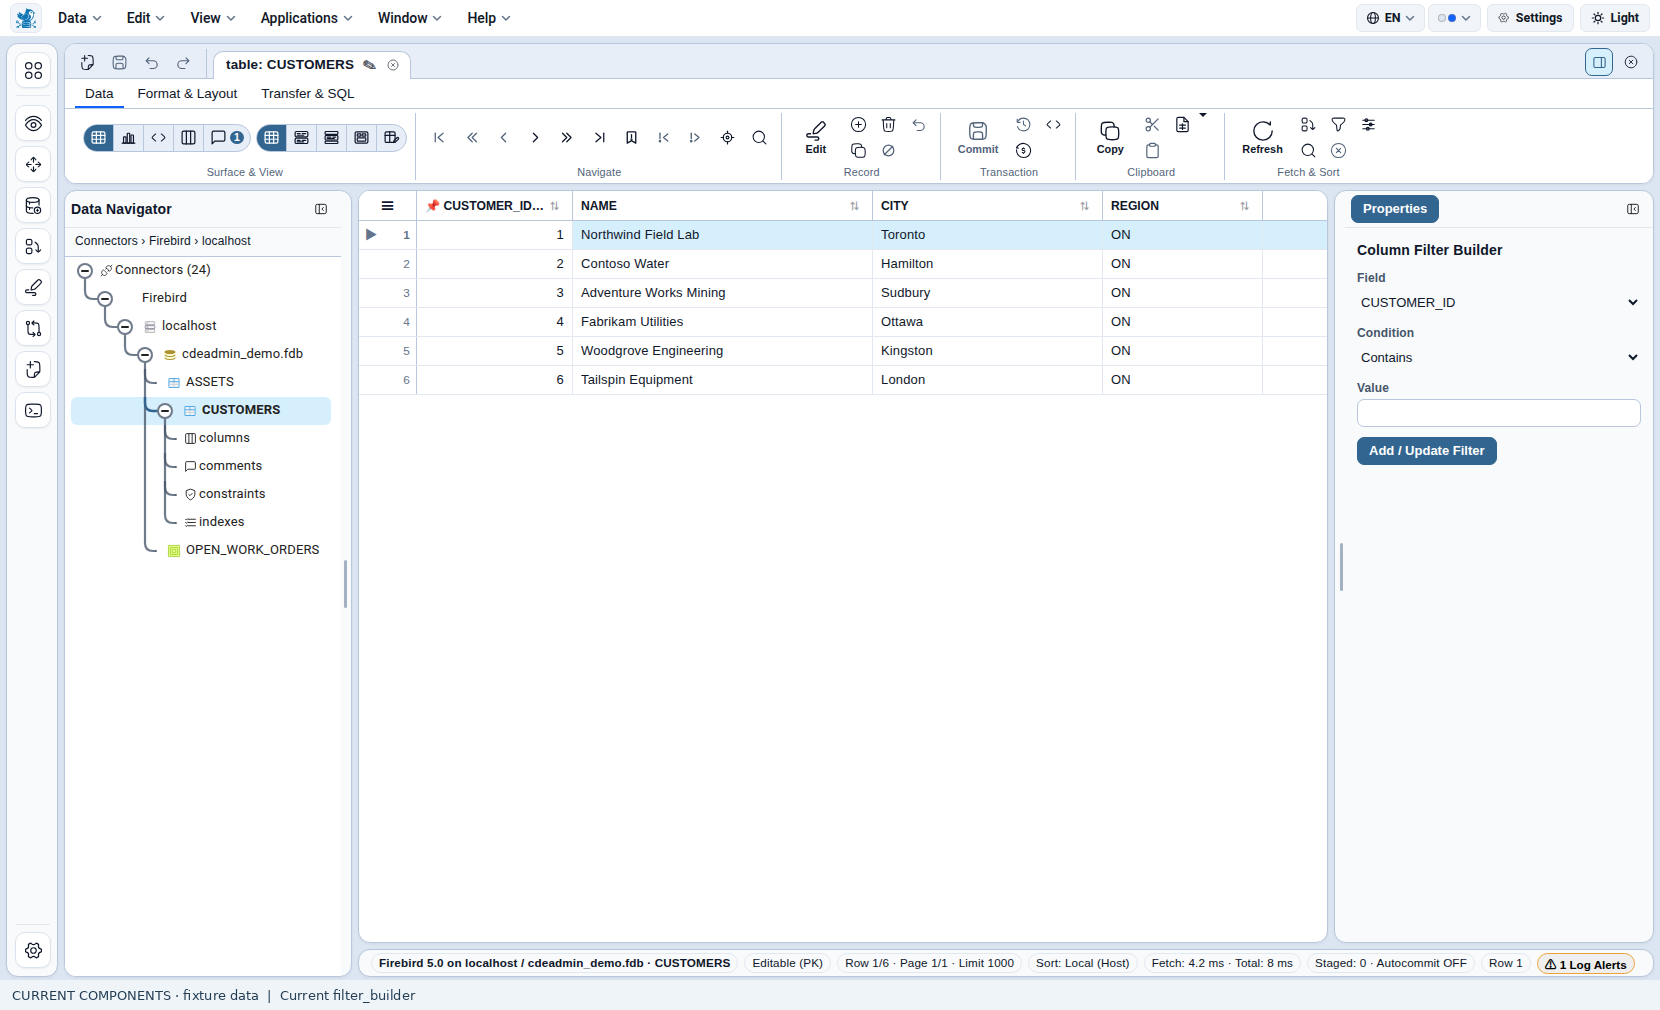 Data Edit View Applications Window Help EN Settings Light
table: CUSTOMERS
Data Format & Layout Transfer & SQL
1
Edit Commit Copy Refresh
Surface & View Navigate Record Transaction Clipboard Fetch & Sort
Data Navigator
Connectors › Firebird › localhost
Connectors (24)
Firebird
localhost
cdeadmin_demo.fdb
ASSETS
CUSTOMERS
columns
comments
constraints
indexes
OPEN_WORK_ORDERS
CUSTOMER_ID... NAME CITY REGION
1 1 Northwind Field Lab Toronto ON
2 2 Contoso Water Hamilton ON
3 3 Adventure Works Mining Sudbury ON
4 4 Fabrikam Utilities Ottawa ON
5 5 Woodgrove Engineering Kingston ON
6 6 Tailspin Equipment London ON
Properties
Column Filter Builder
Field
CUSTOMER_ID
Condition
Contains
Value
Add / Update Filter
Firebird 5.0 on localhost / cdeadmin_demo.fdb · CUSTOMERS Editable (PK) Row 1/6 · Page 1/1 · Limit 1000 Sort: Local (Host) Fetch: 4.2 ms · Total: 8 ms Staged: 0 · Autocommit OFF Row 1 1 Log Alerts
CURRENT COMPONENTS · fixture data | Current filter_builder